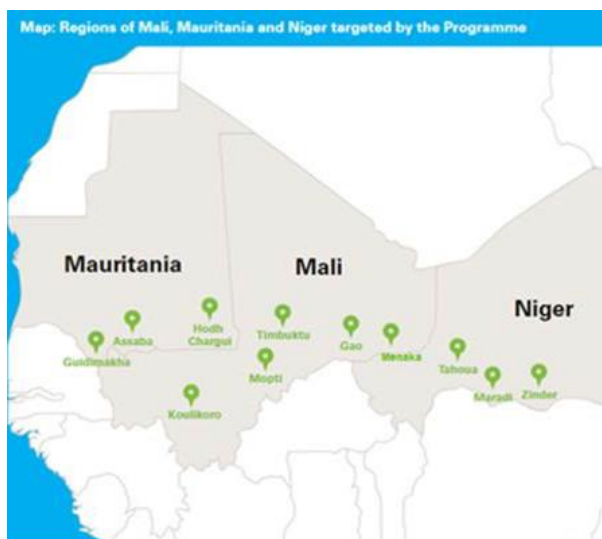 Map: Regions of Mali, Mauritania and Niger targeted by the Programme
Mauritania
Mali
Niger
Hodh
Chargui
Assaba
Guidimakha
Timbuktu
Gao
Menaka
Mopti
Koulikoro
Tahoua
Maradi
Zinder